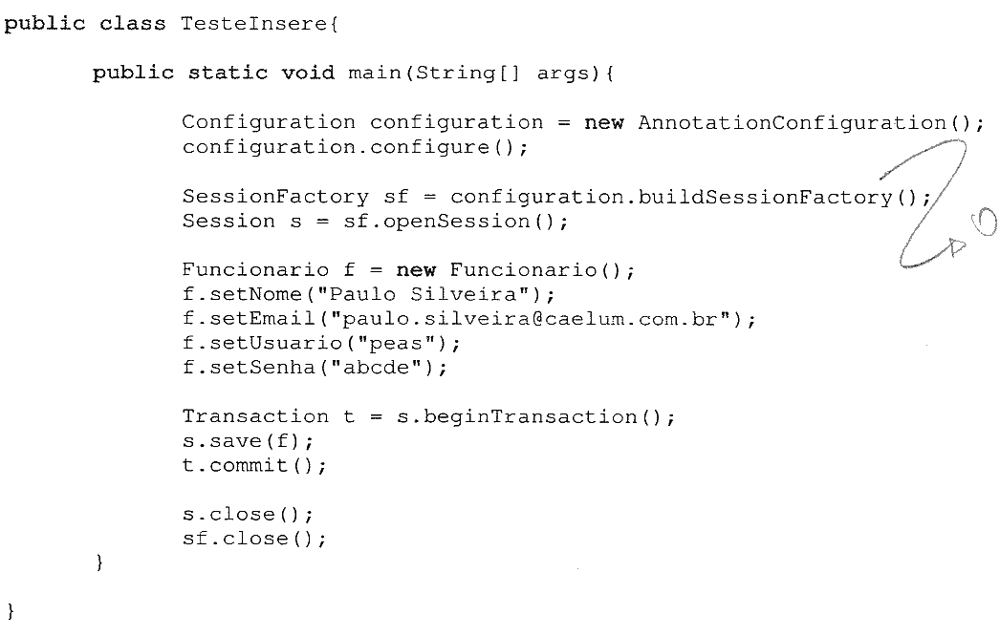 public class TesteInsere{
public static void main(String[] args){
Configuration configuration = new AnnotationConfiguration();
configuration.configure();
SessionFactory sf = configuration.buildSessionFactory();
Session s = sf.openSession();
Funcionario f = new Funcionario();
f.setNome("Paulo Silveira");
f.setEmail("paulo.silveira@caelum.com.br");
f.setUsuario("peas");
f.setSenha("abcde");
Transaction t = s.beginTransaction();
s.save(f);
t.commit();
s.close();
sf.close();
}
}